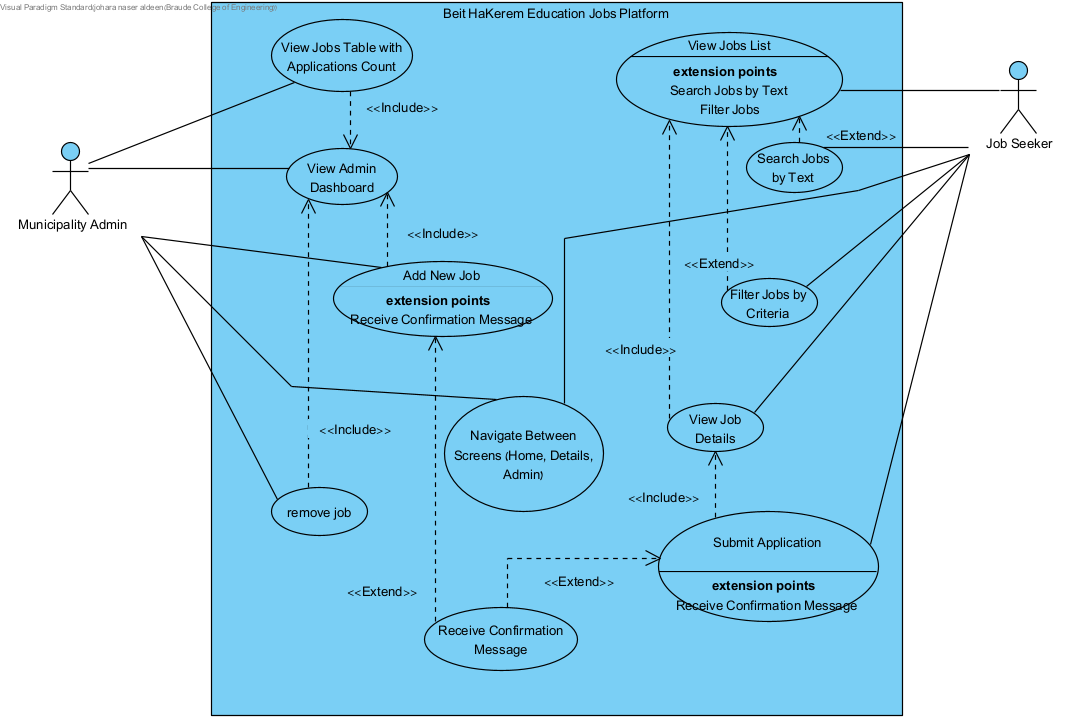 Visual Paradigm Standard(johara naser aldeen(Braude College of Engineering))
Beit HaKerem Education Jobs Platform
View Jobs Table with
Applications Count
<<Include>>
View Admin
Dashboard
Municipality Admin
<<Include>>
Add New Job
extension points
Receive Confirmation Message
<<Include>>
remove job
Navigate Between
Screens (Home, Details,
Admin)
<<Extend>>
Receive Confirmation
Message
<<Extend>>
View Jobs List
extension points
Search Jobs by Text
Filter Jobs
<<Extend>>
Job Seeker
Search Jobs
by Text
<<Extend>>
Filter Jobs by
Criteria
<<Include>>
View Job
Details
<<Include>>
Submit Application
extension points
Receive Confirmation Message